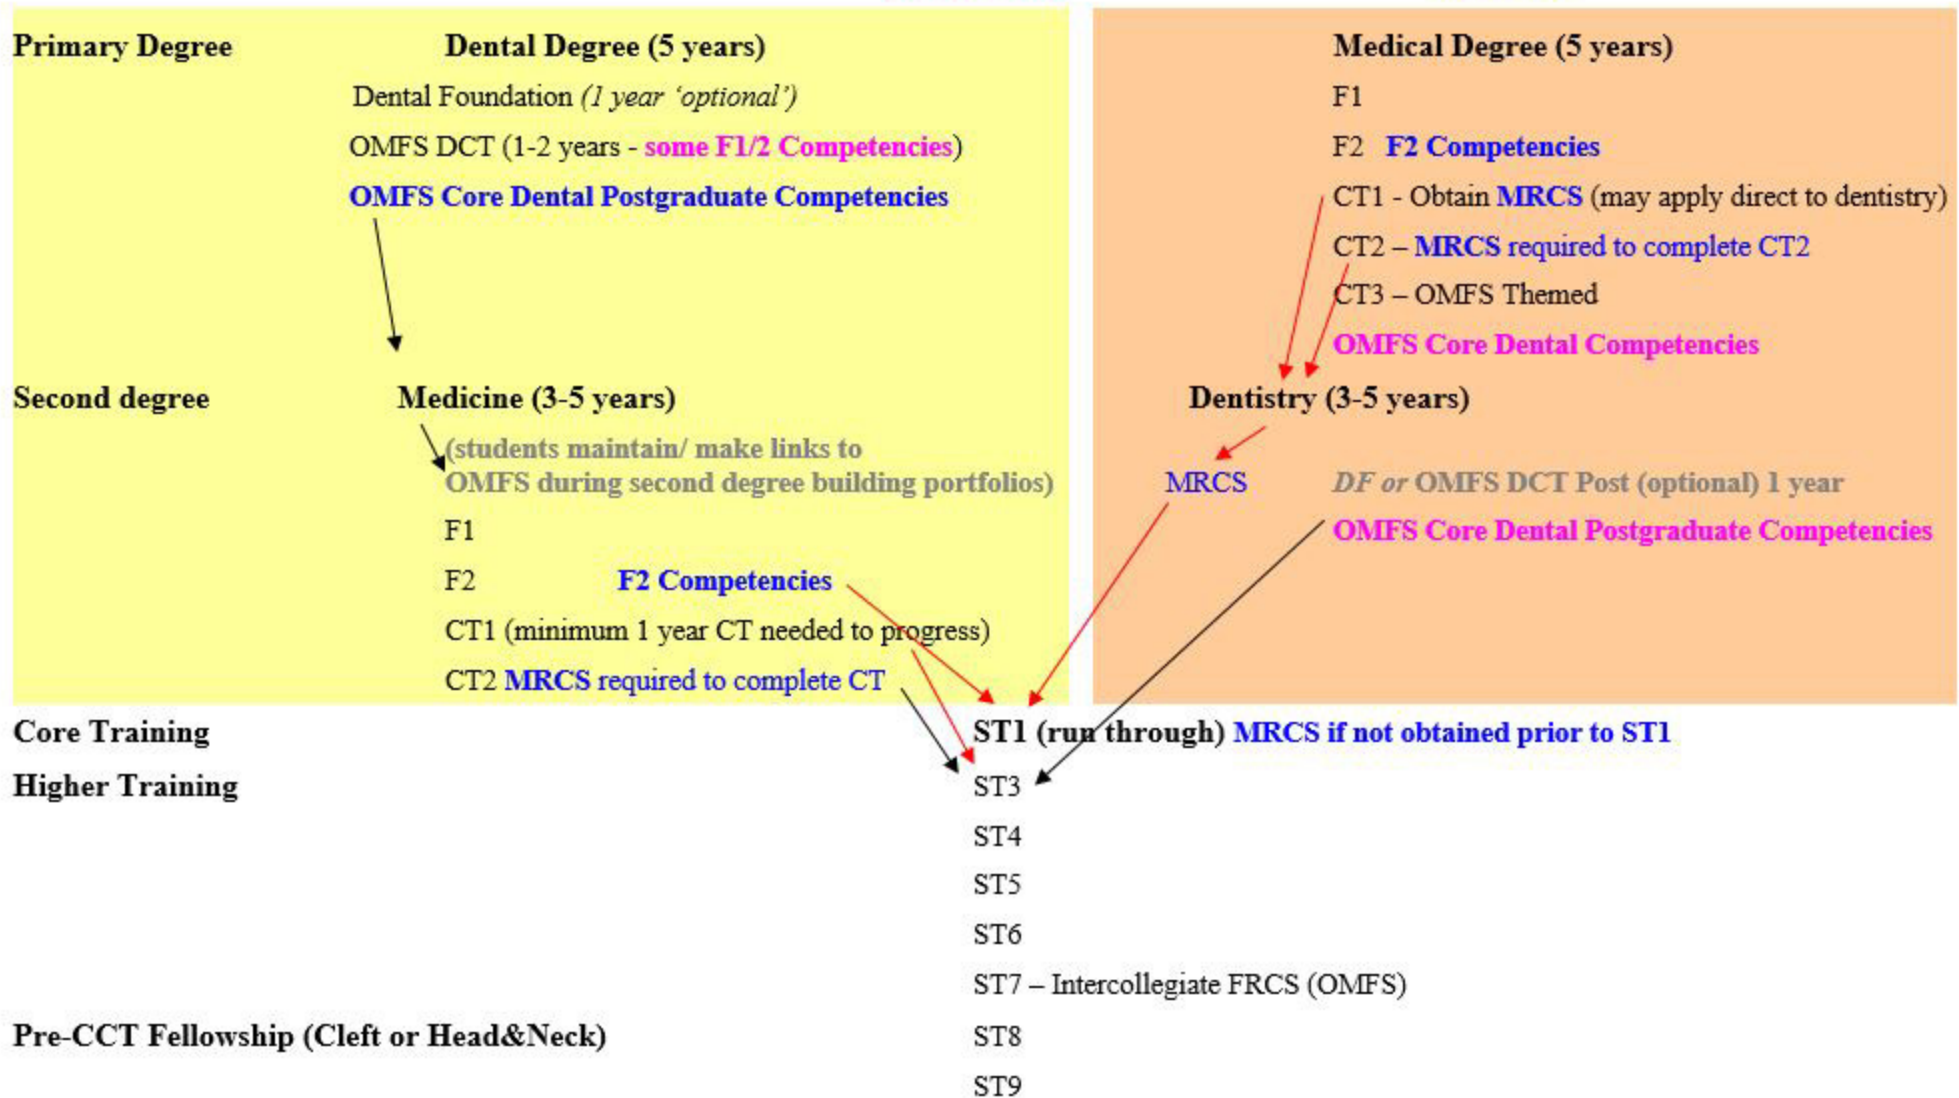 Primary Degree
Dental Degree (5 years)
Dental Foundation (1 year ‘optional’)
OMFS DCT (1-2 years - some F1/2 Competencies)
OMFS Core Dental Postgraduate Competencies
Medical Degree (5 years)
F1
F2 F2 Competencies
CT1 - Obtain MRCS (may apply direct to dentistry)
CT2 – MRCS required to complete CT2
CT3 – OMFS Themed
OMFS Core Dental Competencies
Second degree
Medicine (3-5 years)
(students maintain/ make links to
OMFS during second degree building portfolios)
F1
F2 F2 Competencies
CT1 (minimum 1 year CT needed to progress)
CT2 MRCS required to complete CT
Dentistry (3-5 years)
MRCS
DF or OMFS DCT Post (optional) 1 year
OMFS Core Dental Postgraduate Competencies
Core Training
ST1 (run through) MRCS if not obtained prior to ST1
Higher Training
ST3
ST4
ST5
ST6
ST7 – Intercollegiate FRCS (OMFS)
Pre-CCT Fellowship (Cleft or Head&Neck)
ST8
ST9